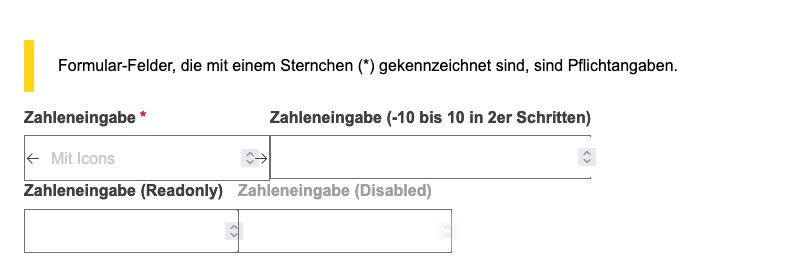 Formular-Felder, die mit einem Sternchen (*) gekennzeichnet sind, sind Pflichtangaben.
Zahleneingabe * Zahleneingabe (-10 bis 10 in 2er Schritten)
Mit Icons
Zahleneingabe (Readonly) Zahleneingabe (Disabled)